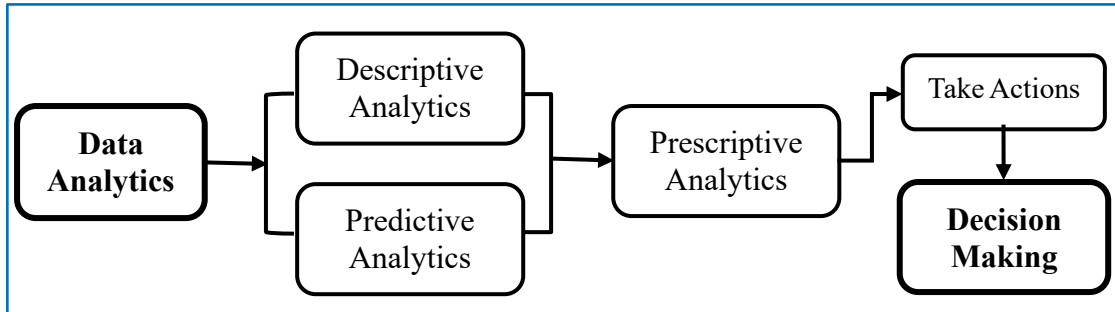 Data
Analytics
Descriptive
Analytics
Predictive
Analytics
Prescriptive
Analytics
Take Actions
Decision
Making